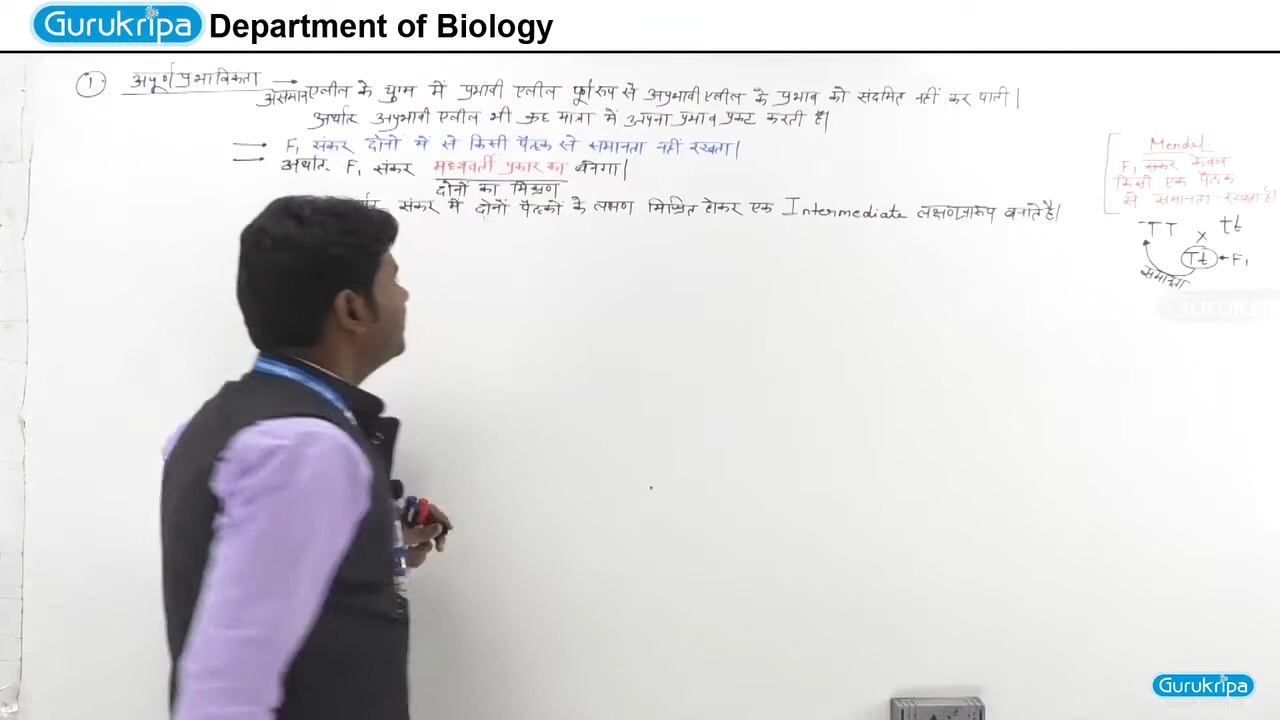 Gurukripa Department of Biology
① अपूर्ण प्रभाविकता →
असमान एलील के युग्म में प्रभावी एलील पूर्ण रूप से अप्रभावी एलील के प्रभाव को संदमित नहीं कर पाती|
अर्थात अप्रभावी एलील भी कुछ मात्रा में अपना प्रभाव प्रकट करती है|
→ F₁ संकर दोनों में से किसी पैतृक से समानता नहीं रखता|
→ अर्थात F₁ संकर मध्यवर्ती प्रकार का बनेगा|
दोनों का मिश्रण
संकर में दोनों पैतृकों के लक्षण मिश्रित होकर एक Intermediate लक्षणप्ररूप बनाते है|
Mendel
F₁ संकर केवल
किसी एक पैतृक
से समानता रखता है|
TT × tt
Tt ← F₁
समानता
Gurukripa